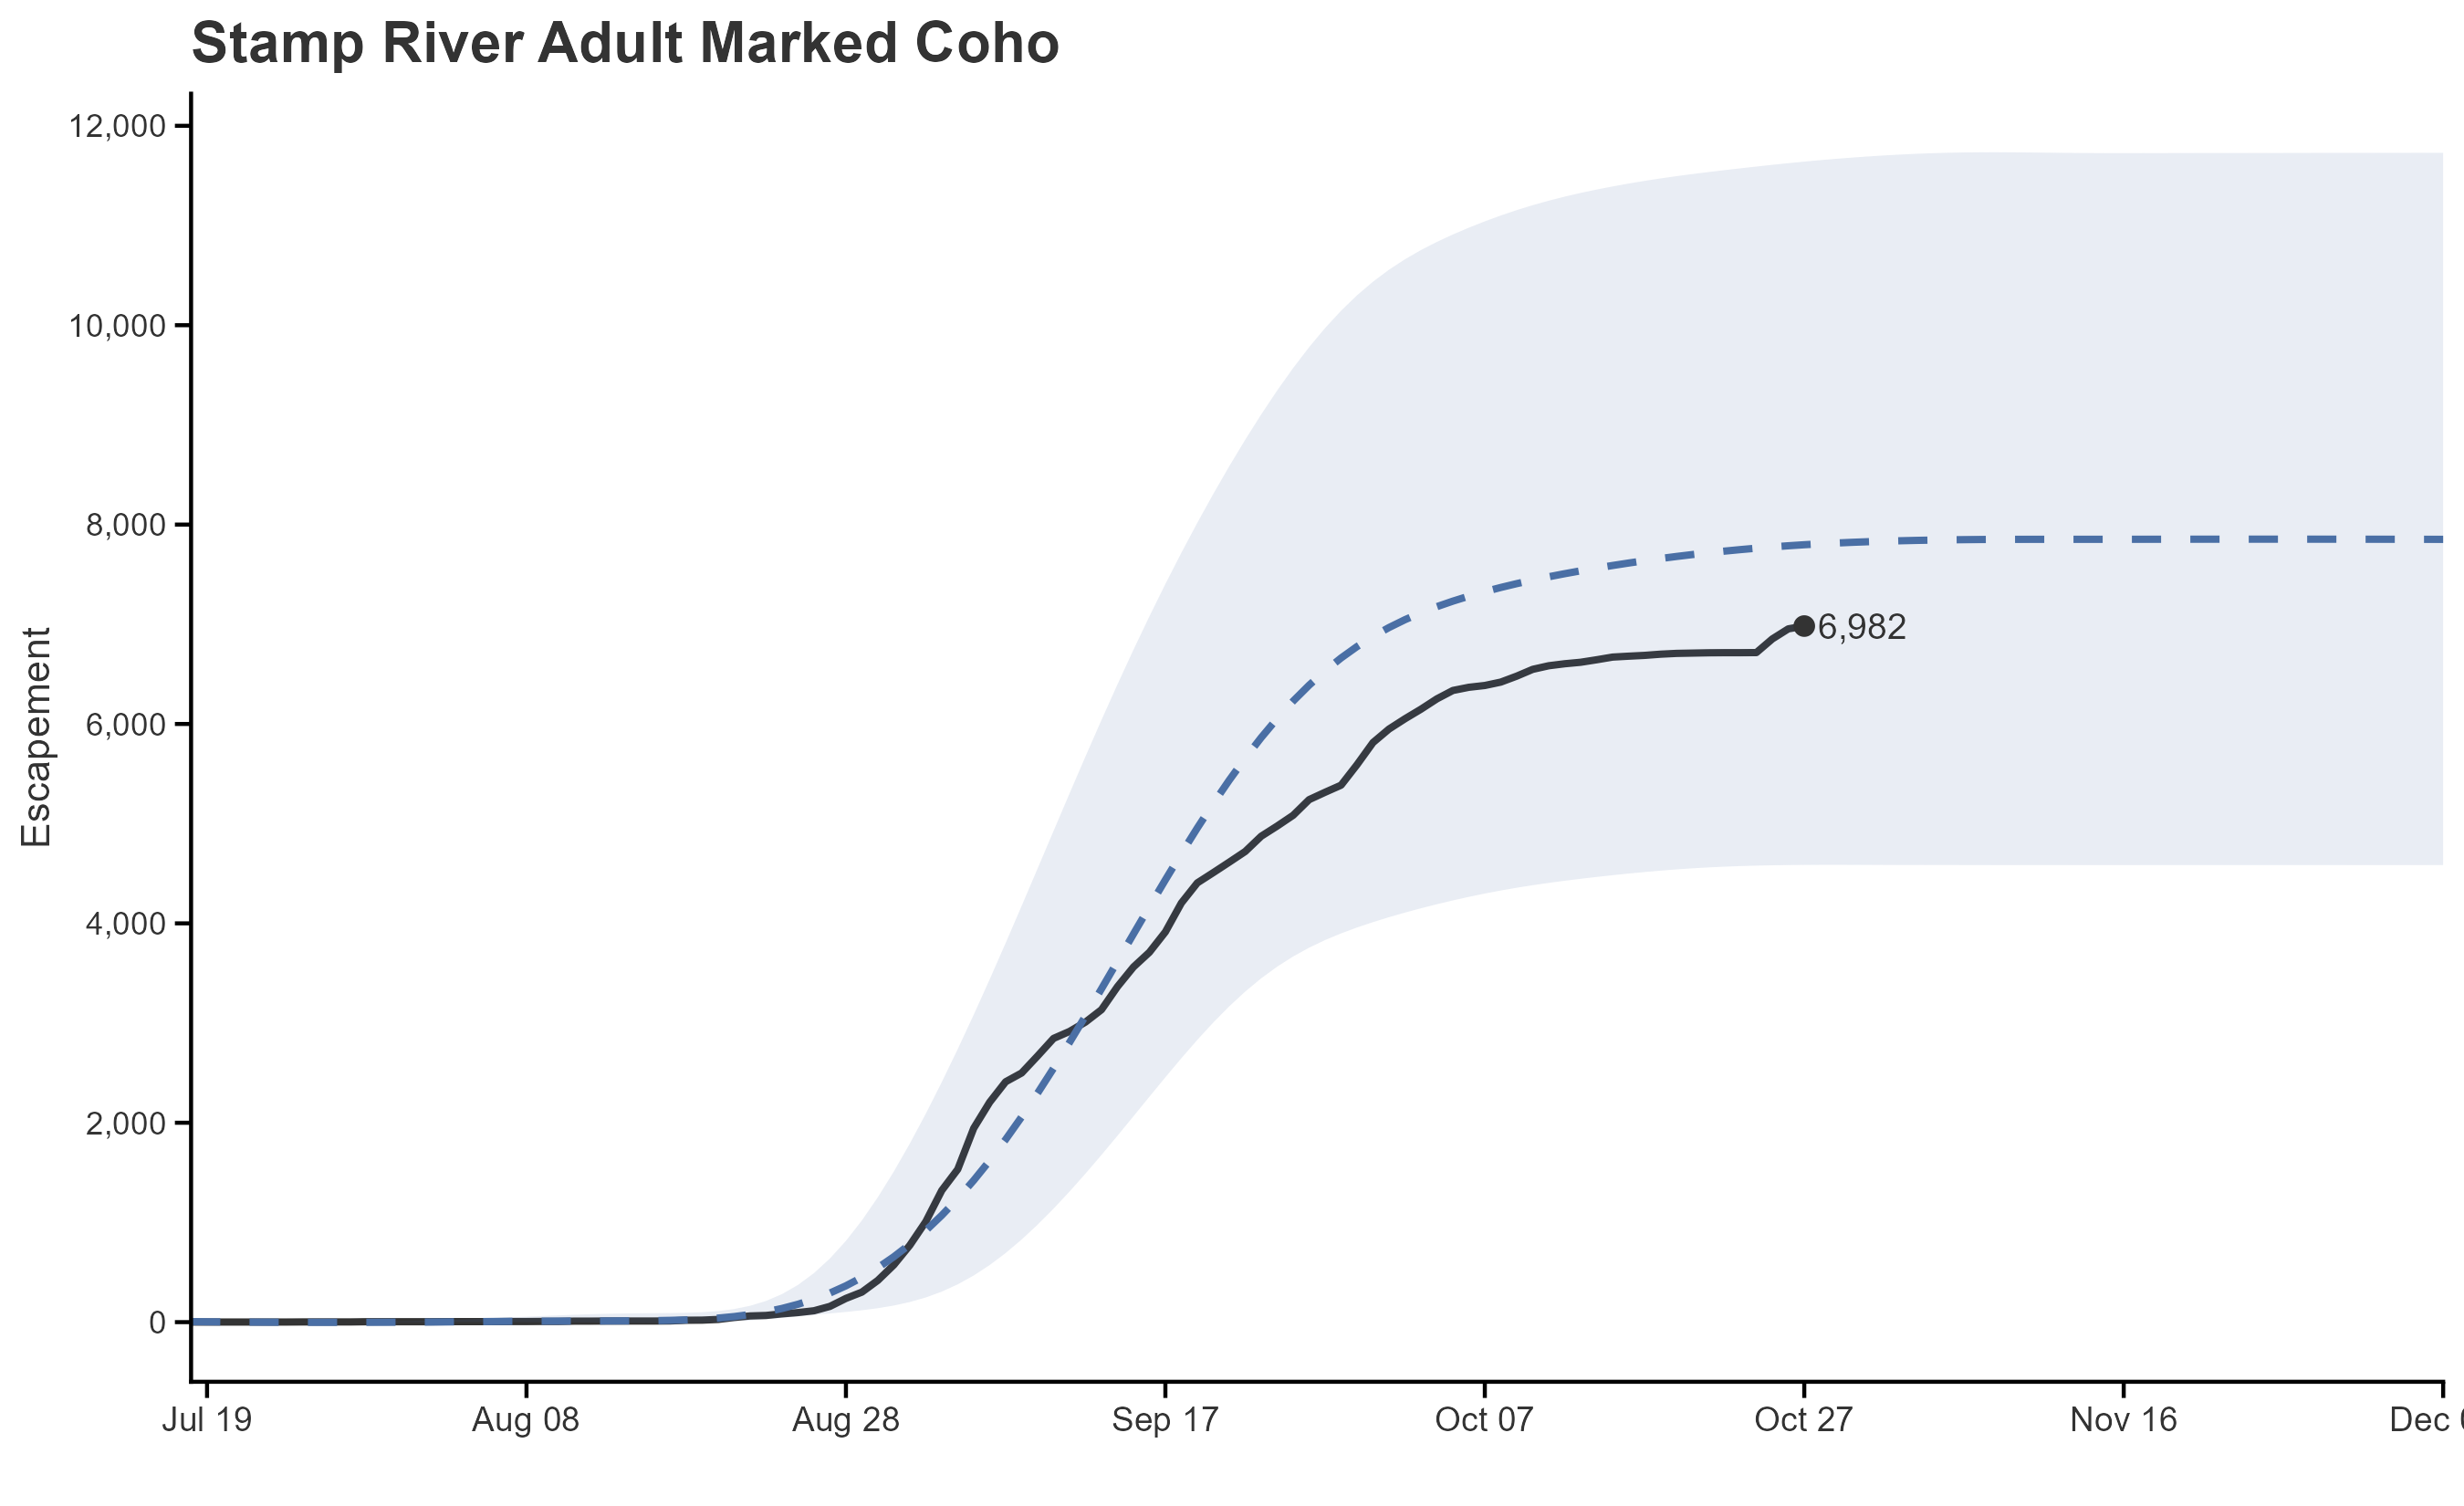 Stamp River Adult Marked Coho
12,000
10,000
8,000
6,000
4,000
2,000
0
Escapement
6,982
Jul 19
Aug 08
Aug 28
Sep 17
Oct 07
Oct 27
Nov 16
Dec